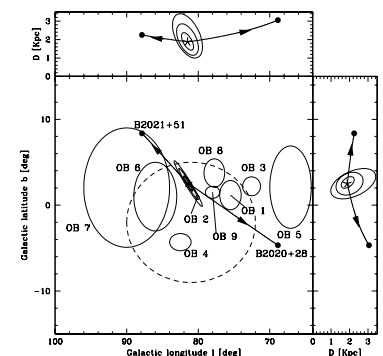 D [Kpc]
3
2
1
0
Galactic latitude b [deg]
10
0
-10
B2021+51
OB 8
OB 6
OB 3
OB 2
OB 1
OB 7
OB 9
OB 5
OB 4
B2020+28
100
90
80
70
Galactic longitude l [deg]
0
1
2
3
D [Kpc]